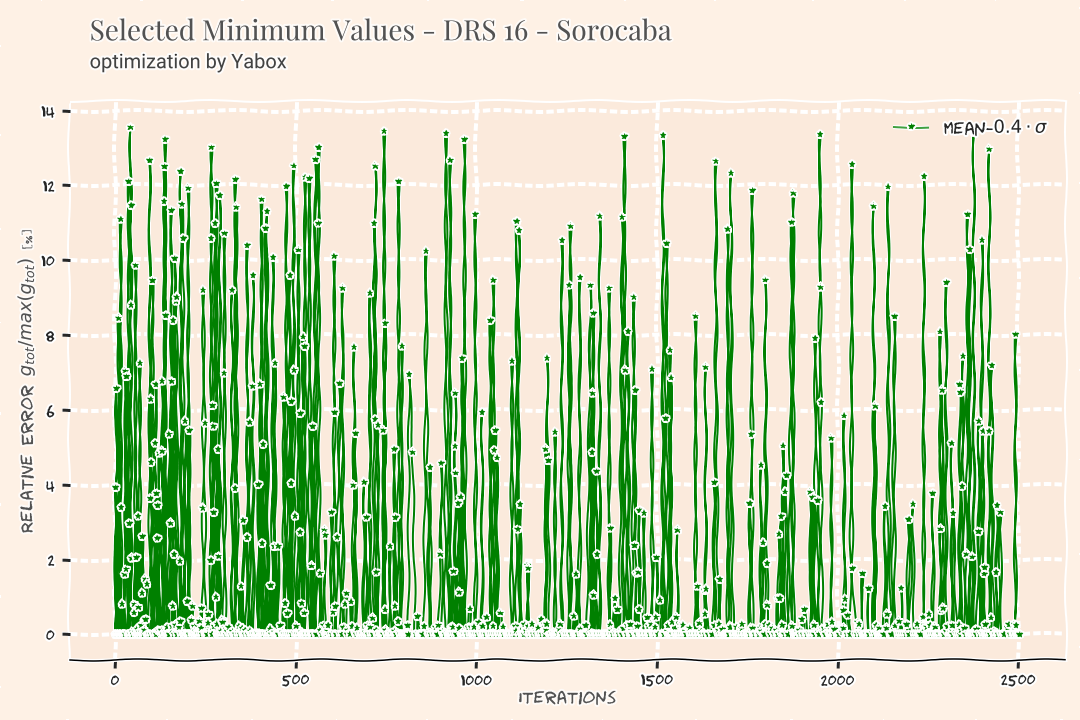 Selected Minimum Values - DRS 16 - Sorocaba
optimization by Yabox
14
12
10
8
6
4
2
0
RELATIVE ERROR g_tot/max(g_tot) [%]
MEAN-0.4 · σ
0 500 1000 1500 2000 2500
ITERATIONS